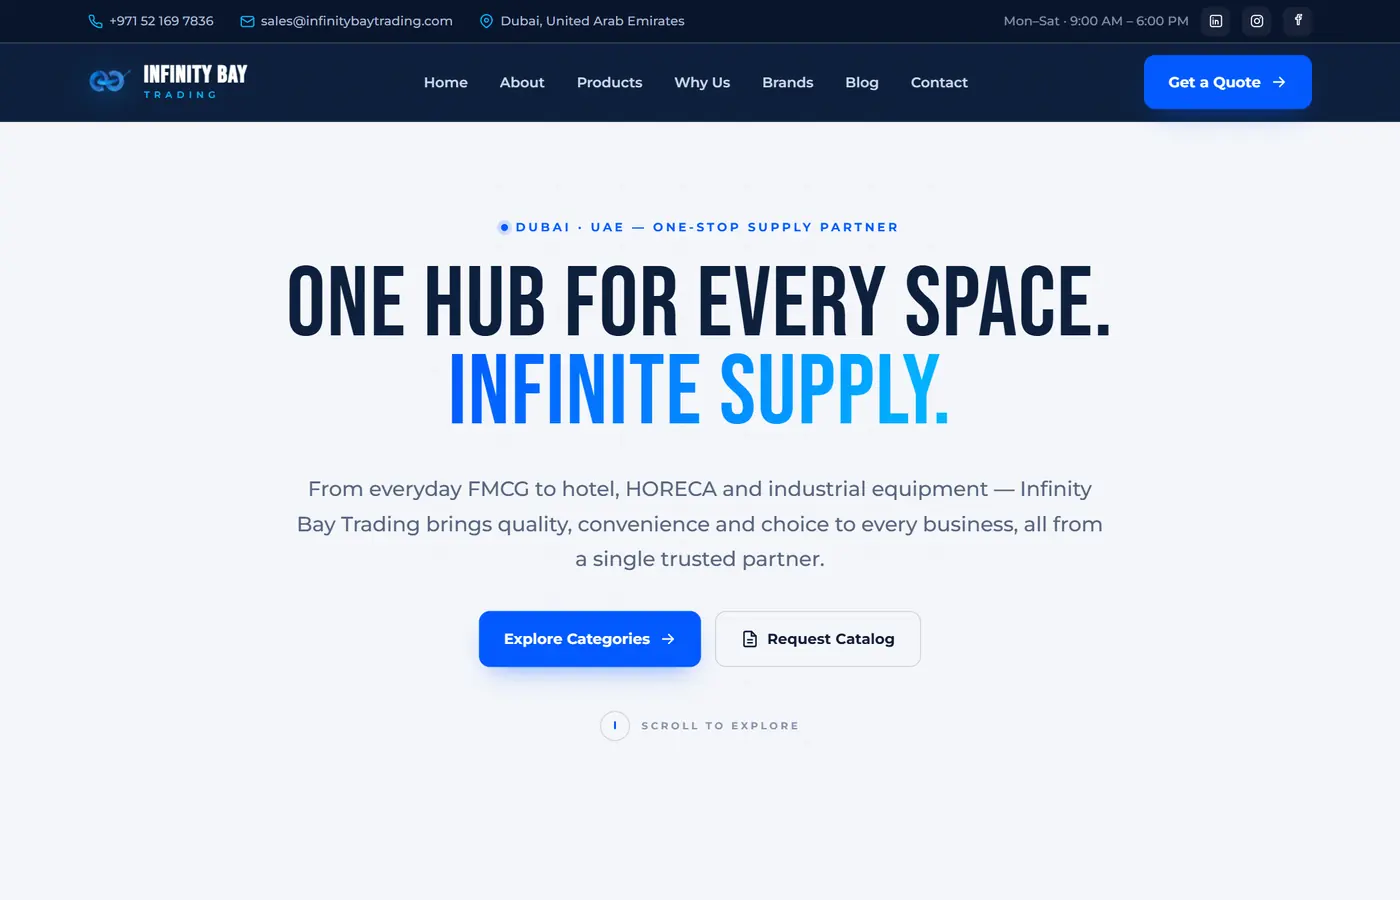 +971 52 169 7836
sales@infinitybaytrading.com
Dubai, United Arab Emirates
Mon–Sat · 9:00 AM – 6:00 PM
INFINITY BAY
TRADING
Home
About
Products
Why Us
Brands
Blog
Contact
Get a Quote
DUBAI · UAE — ONE-STOP SUPPLY PARTNER
ONE HUB FOR EVERY SPACE.
INFINITE SUPPLY.
From everyday FMCG to hotel, HORECA and industrial equipment — Infinity
Bay Trading brings quality, convenience and choice to every business, all from
a single trusted partner.
Explore Categories
Request Catalog
SCROLL TO EXPLORE